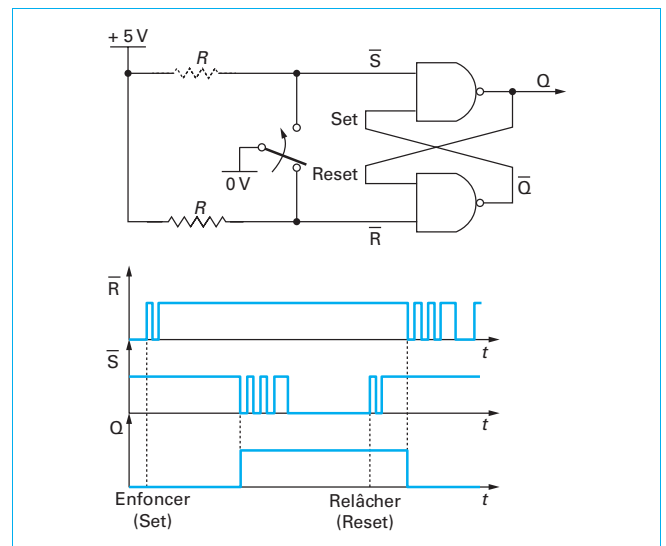 + 5 V
R
S̅
Q
Set
Reset
0 V
Q̅
R
R̅
R̅
t
S̅
t
Q
t
Enfoncer
(Set)
Relâcher
(Reset)